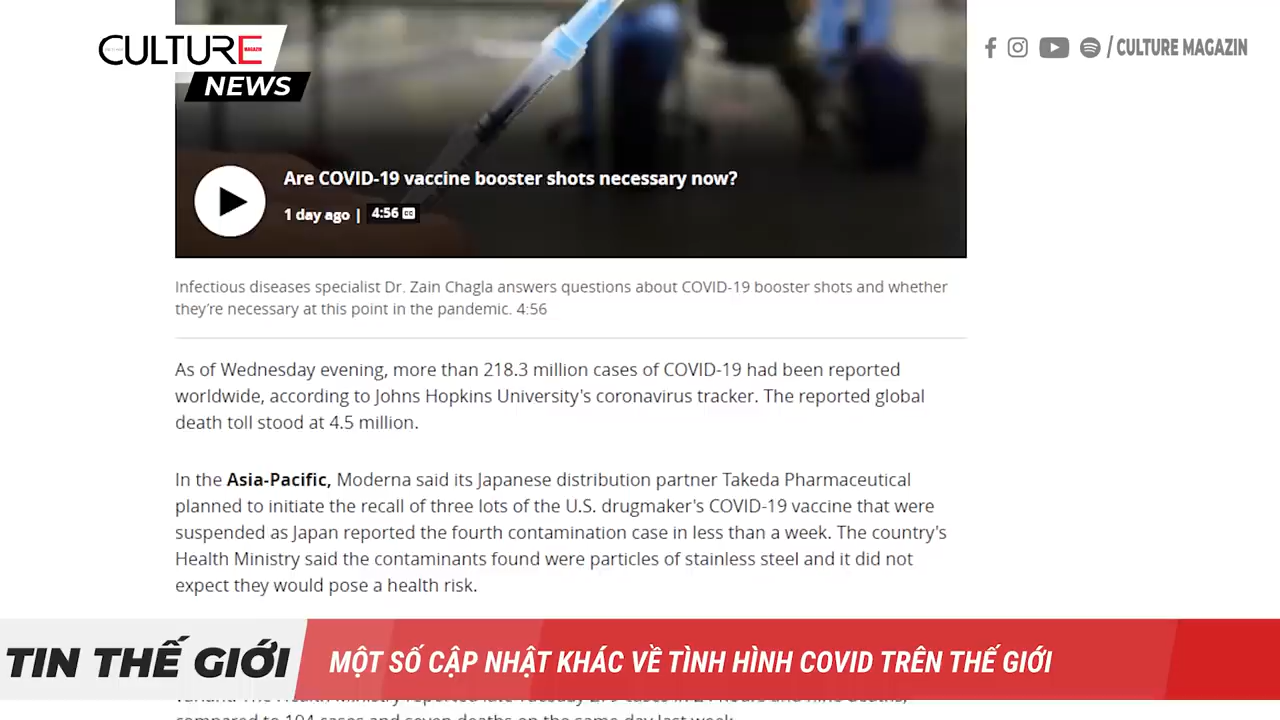 CULTURE
MAGAZIN
NEWS
/ CULTURE MAGAZIN
Are COVID-19 vaccine booster shots necessary now?
1 day ago | 4:56 CC
Infectious diseases specialist Dr. Zain Chagla answers questions about COVID-19 booster shots and whether
they're necessary at this point in the pandemic. 4:56
As of Wednesday evening, more than 218.3 million cases of COVID-19 had been reported
worldwide, according to Johns Hopkins University's coronavirus tracker. The reported global
death toll stood at 4.5 million.
In the Asia-Pacific, Moderna said its Japanese distribution partner Takeda Pharmaceutical
planned to initiate the recall of three lots of the U.S. drugmaker's COVID-19 vaccine that were
suspended as Japan reported the fourth contamination case in less than a week. The country's
Health Ministry said the contaminants found were particles of stainless steel and it did not
expect they would pose a health risk.
TIN THẾ GIỚI
MỘT SỐ CẬP NHẬT KHÁC VỀ TÌNH HÌNH COVID TRÊN THẾ GIỚI